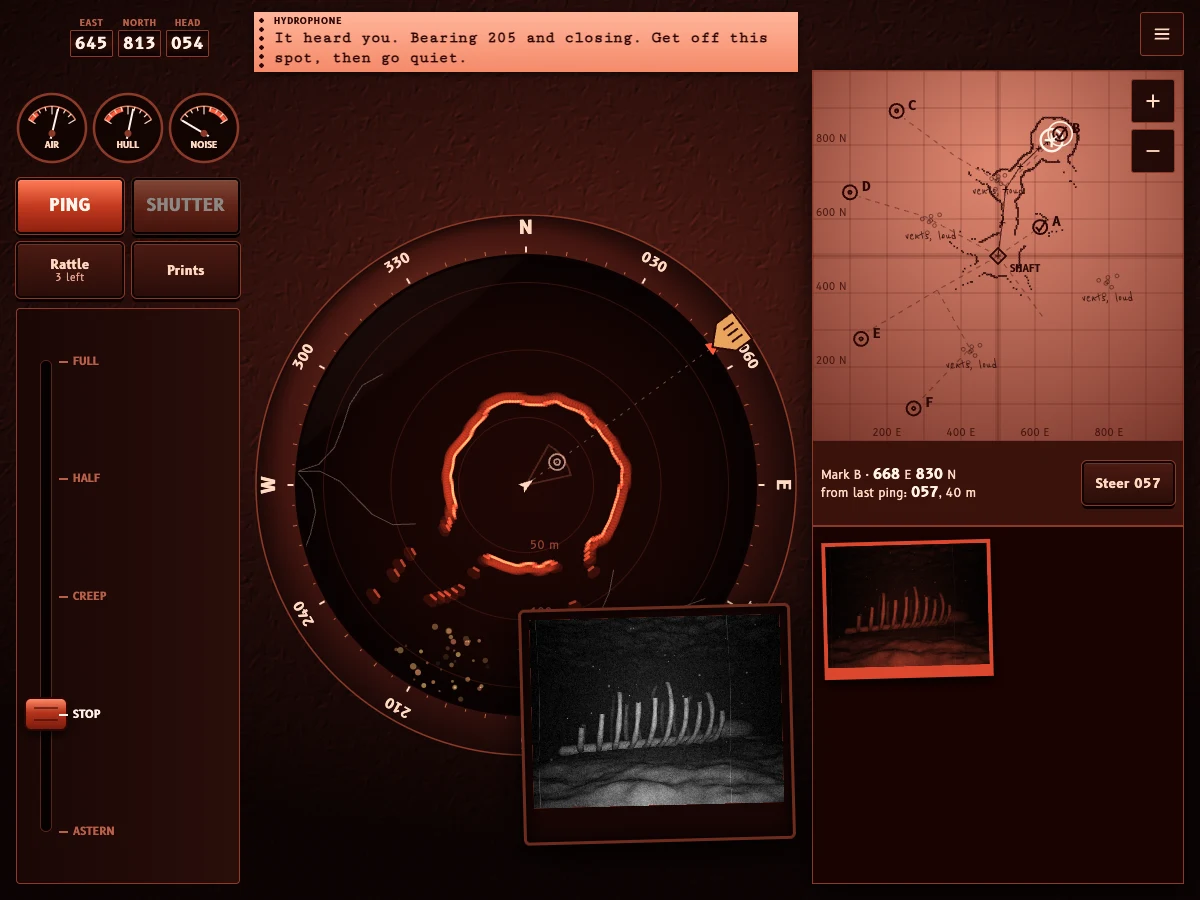 EAST NORTH HEAD
645 813 054
HYDROPHONE
It heard you. Bearing 205 and closing. Get off this
spot, then go quiet.
AIR HULL NOISE
PING SHUTTER
Rattle
3 left
Prints
FULL
HALF
CREEP
STOP
ASTERN
N
030
060
E
210
240
W
300
330
50 m
+
−
800 N
600 N
400 N
200 N
200 E 400 E 600 E 800 E
C
B
D
A
E
F
SHAFT
vents, loud
vents, loud
vents, loud
vents, loud
Mark B · 668 E 830 N
from last ping: 057, 40 m
Steer 057